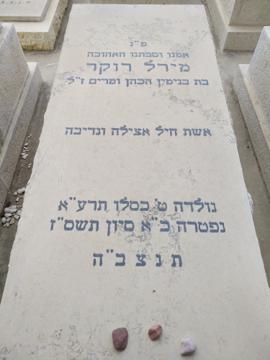 פ״נ
אמנו וסבתנו האהובה
מירל רוקר
בת בנימין הכהן ומרים ז״ל
אשת חיל אצילה ונדיבה
נולדה ט׳ כסלו תרע״א
נפטרה כ״א סיון תשס״ז
ת נ צ ב״ה